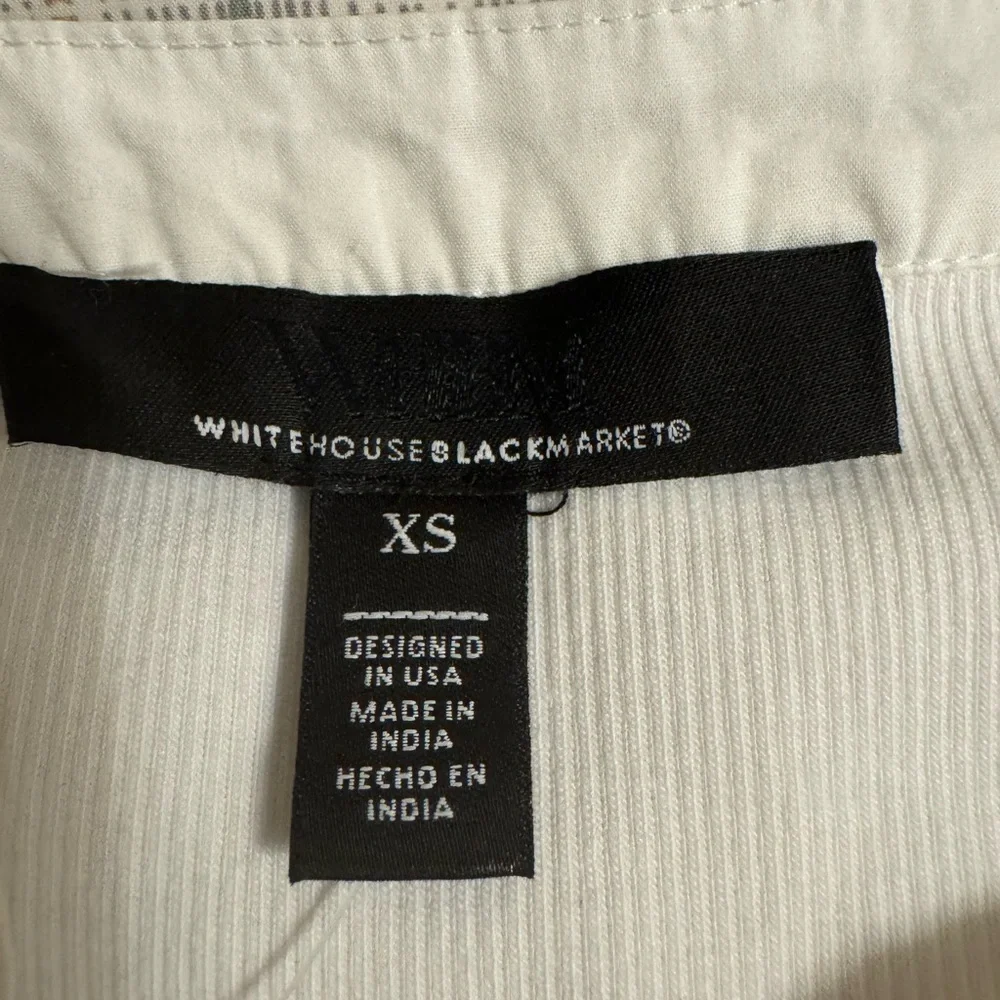 WHITEHOUSEBLACKMARKET®
XS
DESIGNED
IN USA
MADE IN
INDIA
HECHO EN
INDIA